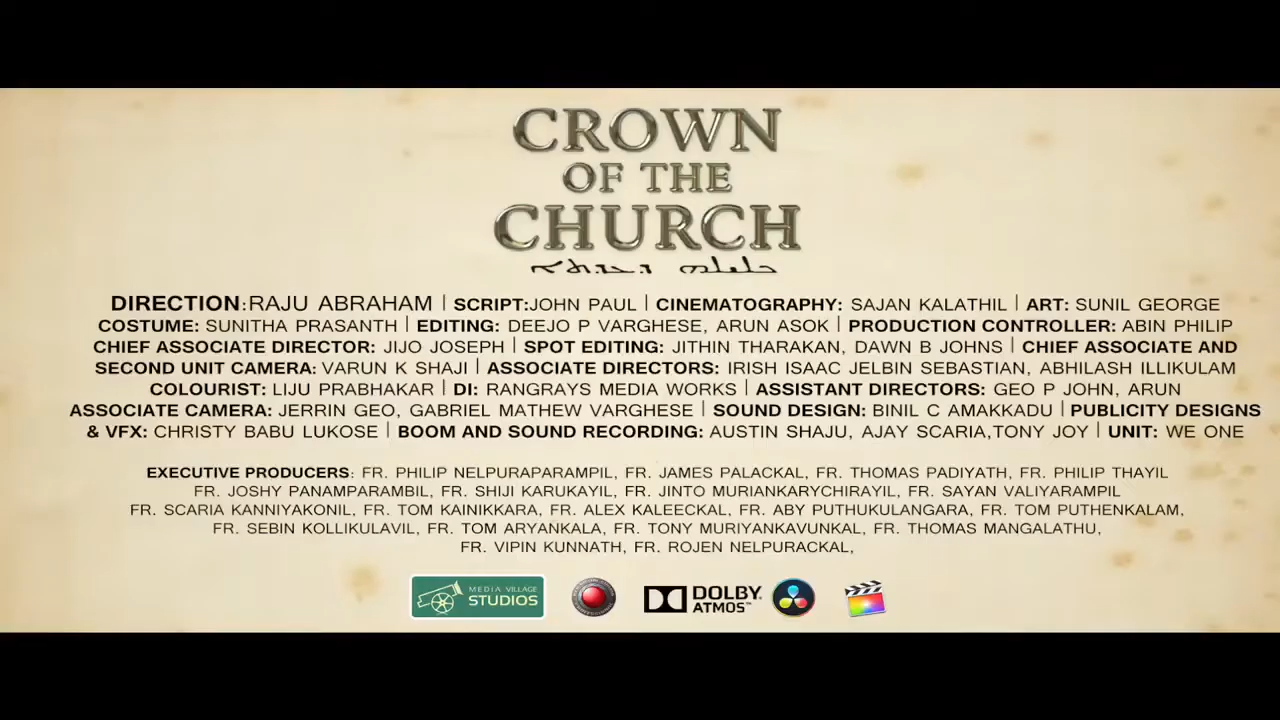 CROWN
OF THE
CHURCH
DIRECTION:RAJU ABRAHAM | SCRIPT:JOHN PAUL | CINEMATOGRAPHY: SAJAN KALATHIL | ART: SUNIL GEORGE
COSTUME: SUNITHA PRASANTH | EDITING: DEEJO P VARGHESE, ARUN ASOK | PRODUCTION CONTROLLER: ABIN PHILIP
CHIEF ASSOCIATE DIRECTOR: JIJO JOSEPH | SPOT EDITING: JITHIN THARAKAN, DAWN B JOHNS | CHIEF ASSOCIATE AND
SECOND UNIT CAMERA: VARUN K SHAJI | ASSOCIATE DIRECTORS: IRISH ISAAC JELBIN SEBASTIAN, ABHILASH ILLIKULAM
COLOURIST: LIJU PRABHAKAR | DI: RANGRAYS MEDIA WORKS | ASSISTANT DIRECTORS: GEO P JOHN, ARUN
ASSOCIATE CAMERA: JERRIN GEO, GABRIEL MATHEW VARGHESE | SOUND DESIGN: BINIL C AMAKKADU | PUBLICITY DESIGNS
& VFX: CHRISTY BABU LUKOSE | BOOM AND SOUND RECORDING: AUSTIN SHAJU, AJAY SCARIA,TONY JOY | UNIT: WE ONE
EXECUTIVE PRODUCERS: FR. PHILIP NELPURAPARAMPIL, FR. JAMES PALACKAL, FR. THOMAS PADIYATH, FR. PHILIP THAYIL
FR. JOSHY PANAMPARAMBIL, FR. SHIJI KARUKAYIL, FR. JINTO MURIANKARYCHIRAYIL, FR. SAYAN VALIYARAMPIL
FR. SCARIA KANNIYAKONIL, FR. TOM KAINIKKARA, FR. ALEX KALEECKAL, FR. ABY PUTHUKULANGARA, FR. TOM PUTHENKALAM,
FR. SEBIN KOLLIKULAVIL, FR. TOM ARYANKALA, FR. TONY MURIYANKAVUNKAL, FR. THOMAS MANGALATHU,
FR. VIPIN KUNNATH, FR. ROJEN NELPURACKAL,
MEDIA VILLAGE
STUDIOS
DOLBY
ATMOS™